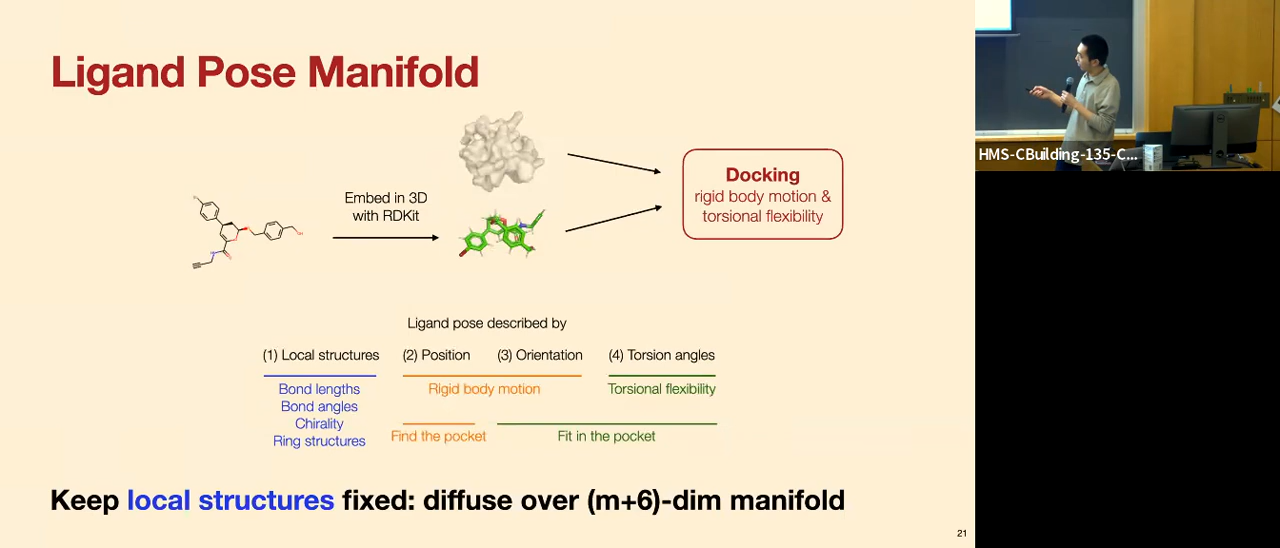 Ligand Pose Manifold
Embed in 3D
with RDKit
Docking
rigid body motion &
torsional flexibility
Ligand pose described by
(1) Local structures (2) Position (3) Orientation (4) Torsion angles
Bond lengths Rigid body motion Torsional flexibility
Bond angles
Chirality
Ring structures
Find the pocket Fit in the pocket
Keep local structures fixed: diffuse over (m+6)-dim manifold
21
HMS-CBuilding-135-C...